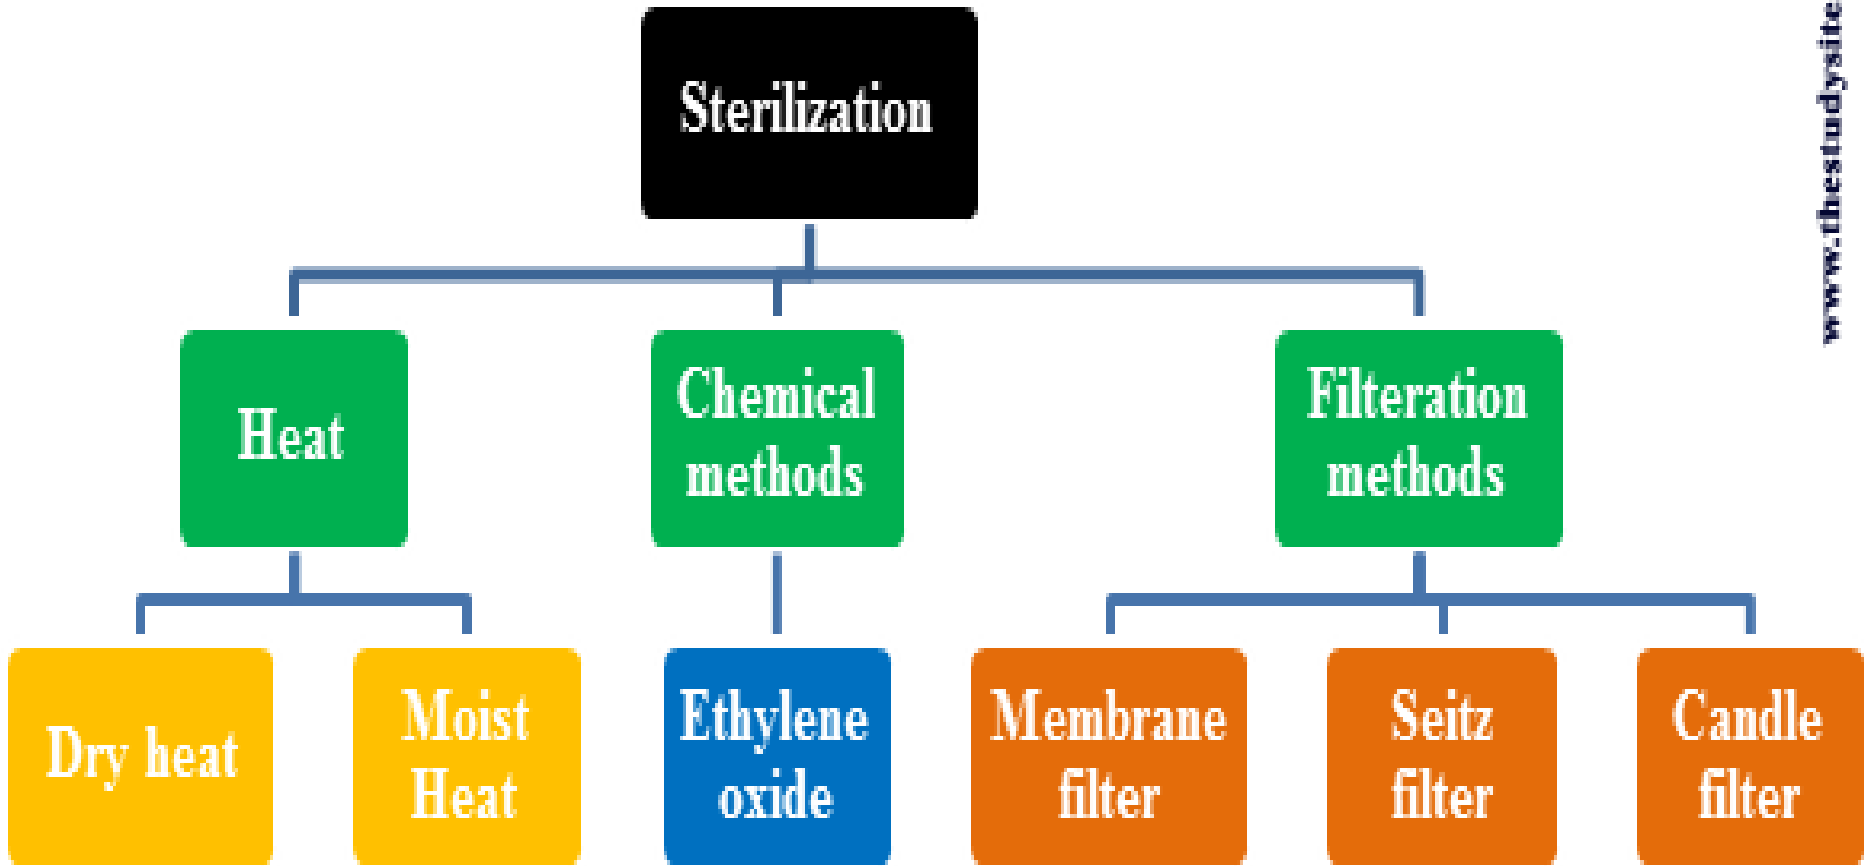 Sterilization
Heat
Chemical
methods
Filteration
methods
Dry heat
Moist
Heat
Ethylene
oxide
Membrane
filter
Seitz
filter
Candle
filter
www.thestudysite